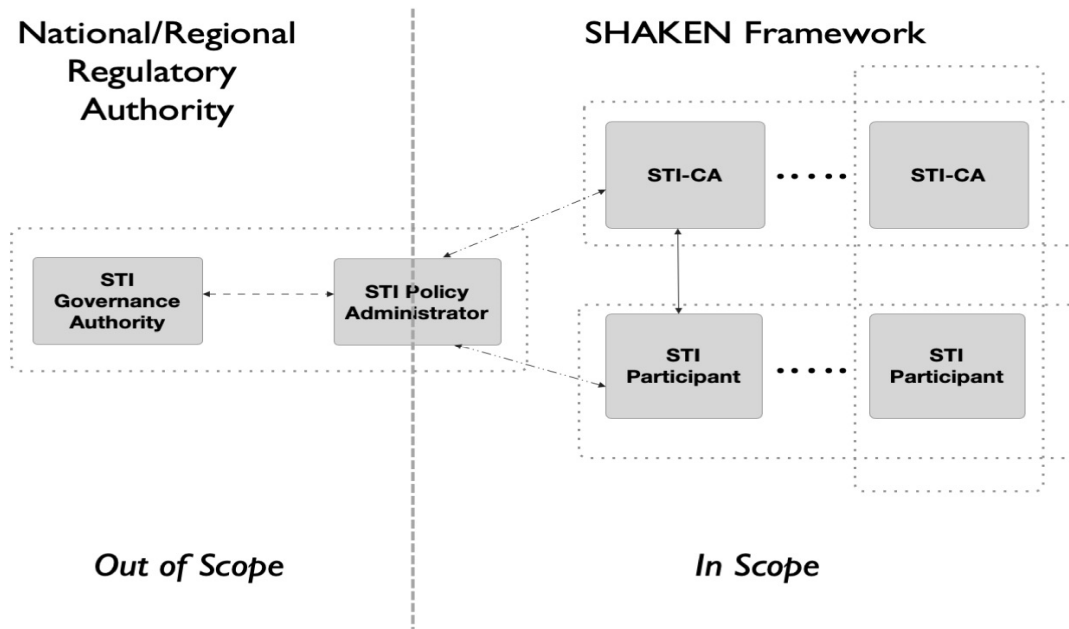 National/Regional
Regulatory
Authority
SHAKEN Framework
STI-CA
STI-CA
STI
Governance
Authority
STI Policy
Administrator
STI
Participant
STI
Participant
Out of Scope
In Scope